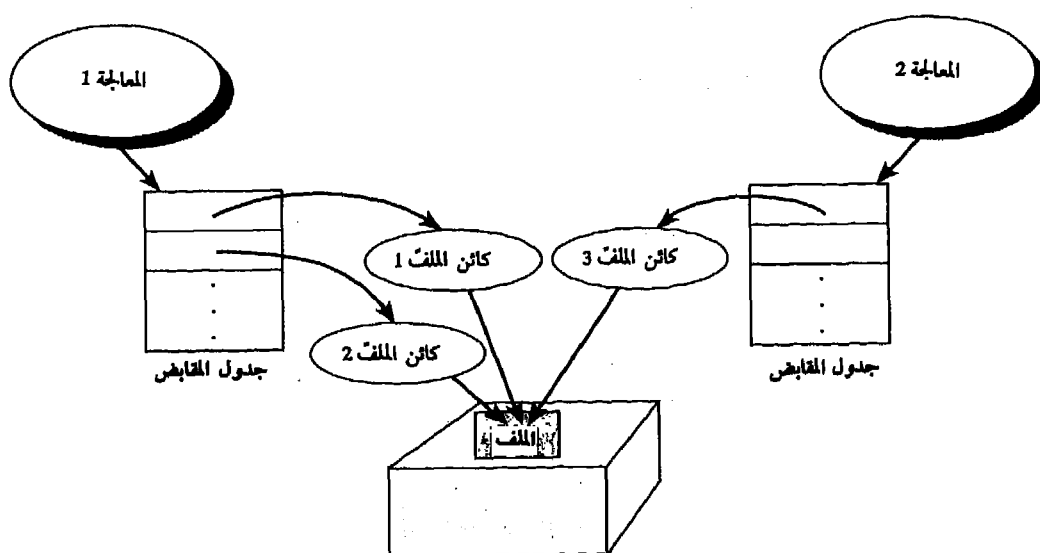 المعالجة 1
المعالجة 2
كائن الملفّ 1
كائن الملفّ 3
كائن الملفّ 2
جدول المقابض
جدول المقابض
الملف